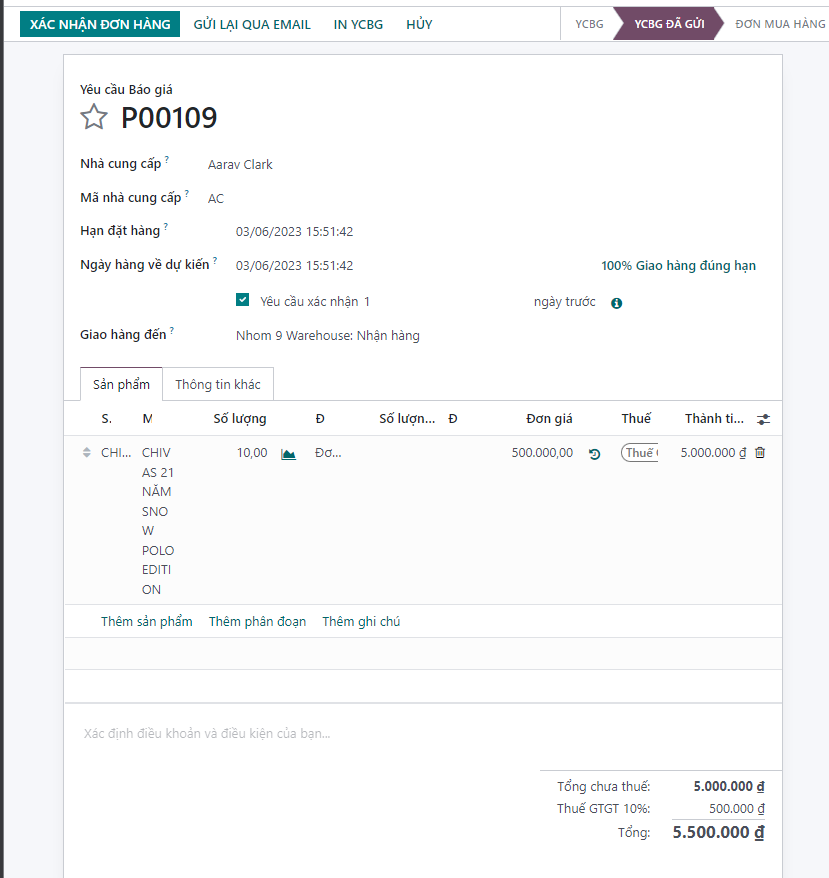 XÁC NHẬN ĐƠN HÀNG GỬI LẠI QUA EMAIL IN YCBG HỦY YCBG YCBG ĐÃ GỬI ĐƠN MUA HÀNG
Yêu cầu Báo giá
P00109
Nhà cung cấp ? Aarav Clark
Mã nhà cung cấp ? AC
Hạn đặt hàng ? 03/06/2023 15:51:42
Ngày hàng về dự kiến ? 03/06/2023 15:51:42 100% Giao hàng đúng hạn
Yêu cầu xác nhận 1 ngày trước
Giao hàng đến ? Nhom 9 Warehouse: Nhận hàng
Sản phẩm Thông tin khác
S. M Số lượng Đ Số lượn... Đ Đơn giá Thuế Thành ti...
CHI... CHIV 10,00 Đơ... 500.000,00 Thuế 5.000.000 ₫
AS 21
NĂM
SNO
W
POLO
EDITI
ON
Thêm sản phẩm Thêm phân đoạn Thêm ghi chú
Xác định điều khoản và điều kiện của bạn...
Tổng chưa thuế: 5.000.000 ₫
Thuế GTGT 10%: 500.000 ₫
Tổng: 5.500.000 ₫